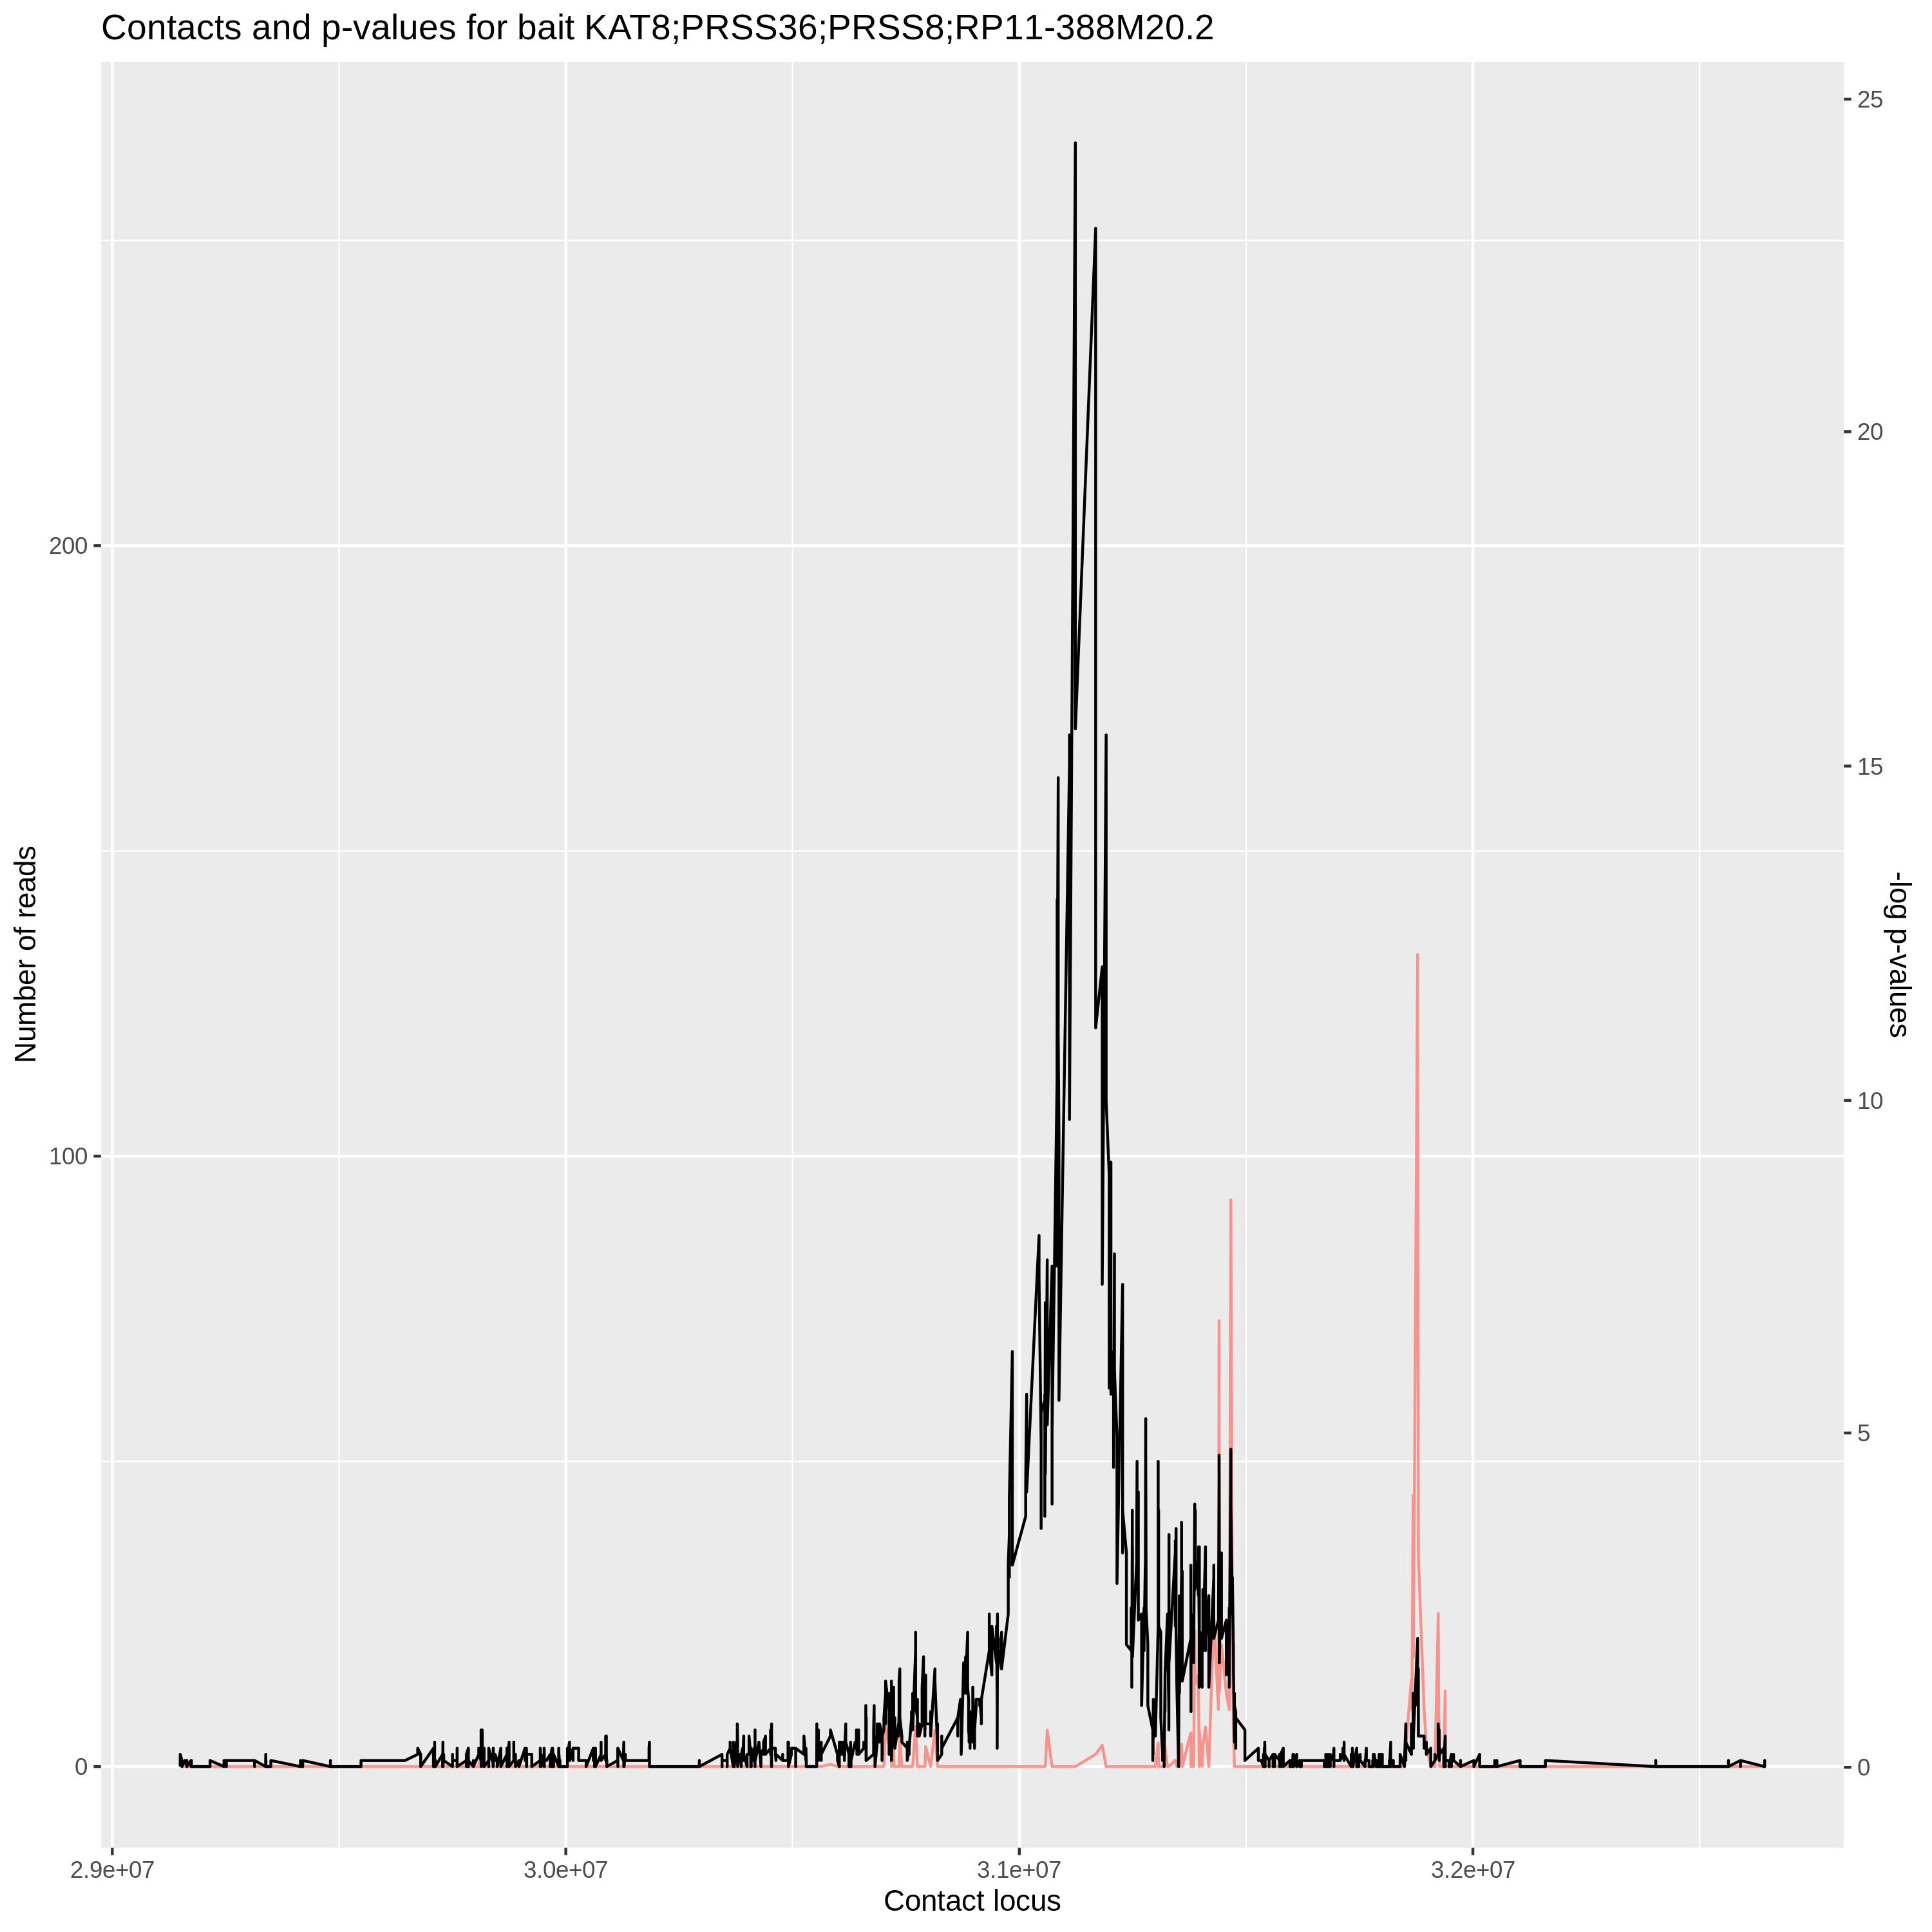 Contacts and p-values for bait KAT8;PRSS36;PRSS8;RP11-388M20.2
25
20
200
15
Number of reads
-log p-values
10
100
5
0
0
2.9e+07
3.0e+07
3.1e+07
3.2e+07
Contact locus